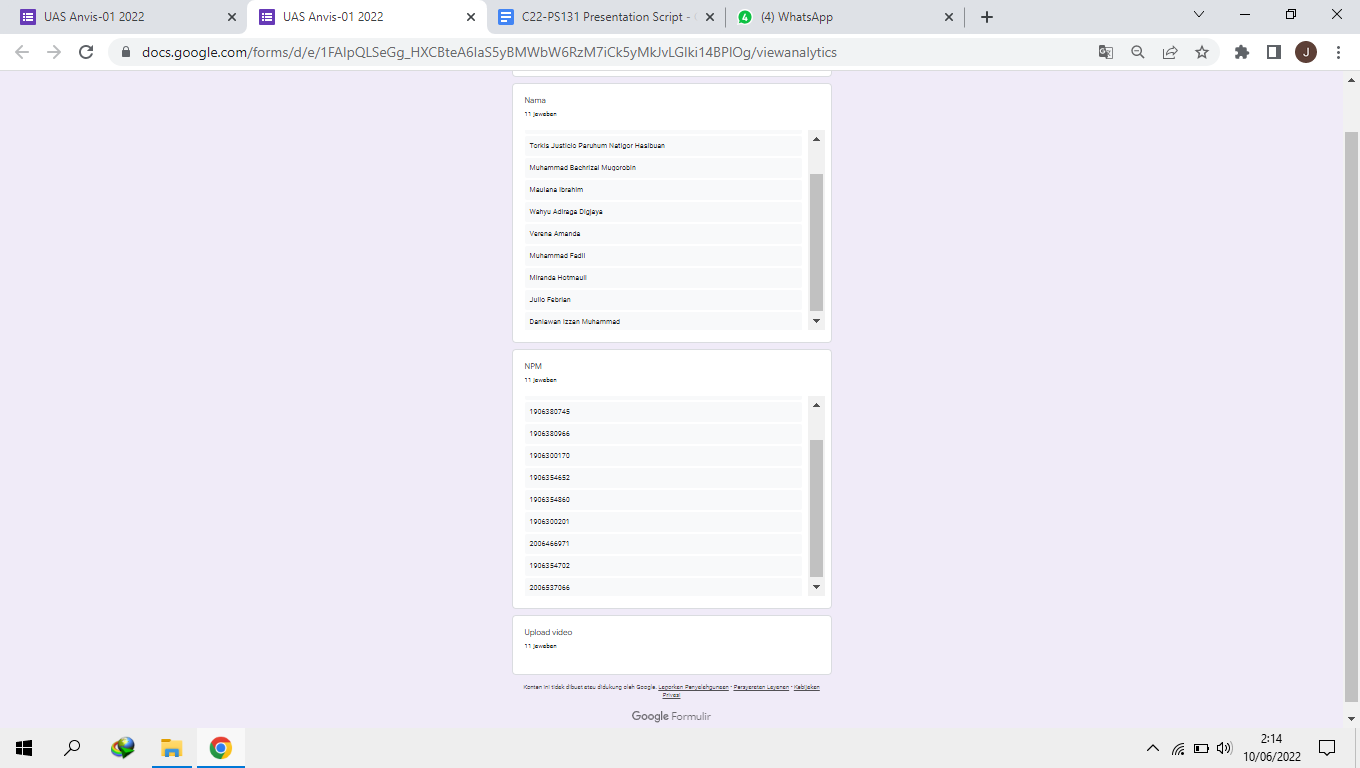 UAS Anvis-01 2022
UAS Anvis-01 2022
C22-PS131 Presentation Script -
(4) WhatsApp
docs.google.com/forms/d/e/1FAIpQLSeGg_HXCBteA6IaS5yBMWbW6RzM7iCk5yMkJvLGIki14BPlOg/viewanalytics
J
Nama
11 jawaban
Torkis Justicio Paruhum Natigor Hasibuan
Muhammad Bachrizal Mugorobin
Maulana Ibrahim
Wahyu Adiraga Digjaya
Verena Amanda
Muhammad Fadil
Miranda Hotmauli
Julio Febrian
Daniawan Izzan Muhammad
NPM
11 jawaban
1906380745
1906380966
1906300170
1906354652
1906354860
1906300201
2006466971
1906354702
2006537066
Upload video
11 jawaban
Konten ini tidak dibuat atau didukung oleh Google. Laporkan Penyalahgunaan - Persyaratan Layanan - Kebijakan
Privasi
Google Formulir
2:14
10/06/2022